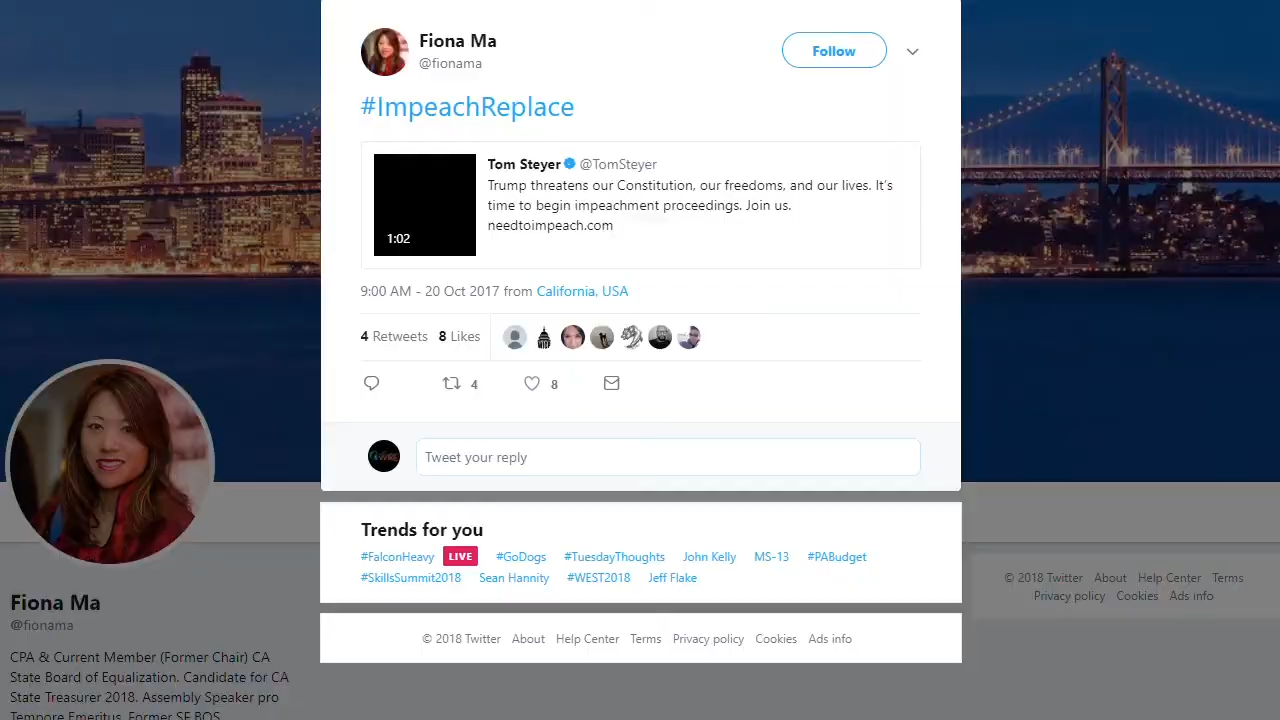 Fiona Ma
@fionama
Follow
#ImpeachReplace
Tom Steyer @TomSteyer
Trump threatens our Constitution, our freedoms, and our lives. It's
time to begin impeachment proceedings. Join us.
needtoimpeach.com
1:02
9:00 AM - 20 Oct 2017 from California, USA
4 Retweets 8 Likes
4 8
Tweet your reply
Trends for you
#FalconHeavy LIVE #GoDogs #TuesdayThoughts John Kelly MS-13 #PABudget
#SkillsSummit2018 Sean Hannity #WEST2018 Jeff Flake
© 2018 Twitter About Help Center Terms Privacy policy Cookies Ads info
Fiona Ma
@fionama
CPA & Current Member (Former Chair) CA
State Board of Equalization. Candidate for CA
State Treasurer 2018. Assembly Speaker pro
Tempore Emeritus. Former SF BOS
© 2018 Twitter About Help Center Terms
Privacy policy Cookies Ads info